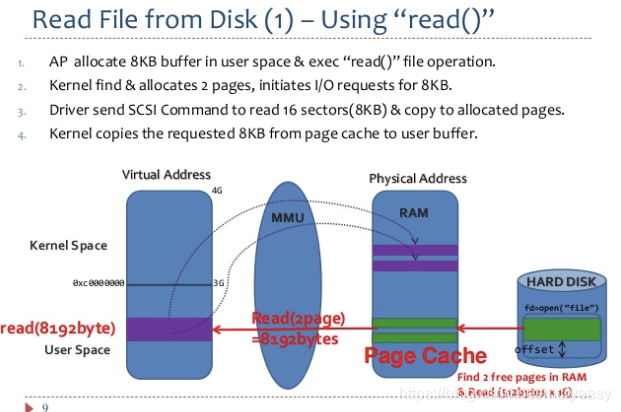 Read File from Disk (1) – Using “read()”
1. AP allocate 8KB buffer in user space & exec “read()” file operation.
2. Kernel find & allocates 2 pages, initiates I/O requests for 8KB.
3. Driver send SCSI Command to read 16 sectors(8KB) & copy to allocated pages.
4. Kernel copies the requested 8KB from page cache to user buffer.
Virtual Address
Physical Address
4G
MMU
RAM
Kernel Space
0xc0000000
3G
HARD DISK
fd=open(“file”)
read(8192byte)
Read(2page)
=8192bytes
User Space
Page Cache
offset
Find 2 free pages in RAM
& Read (512bytes x 16)
9